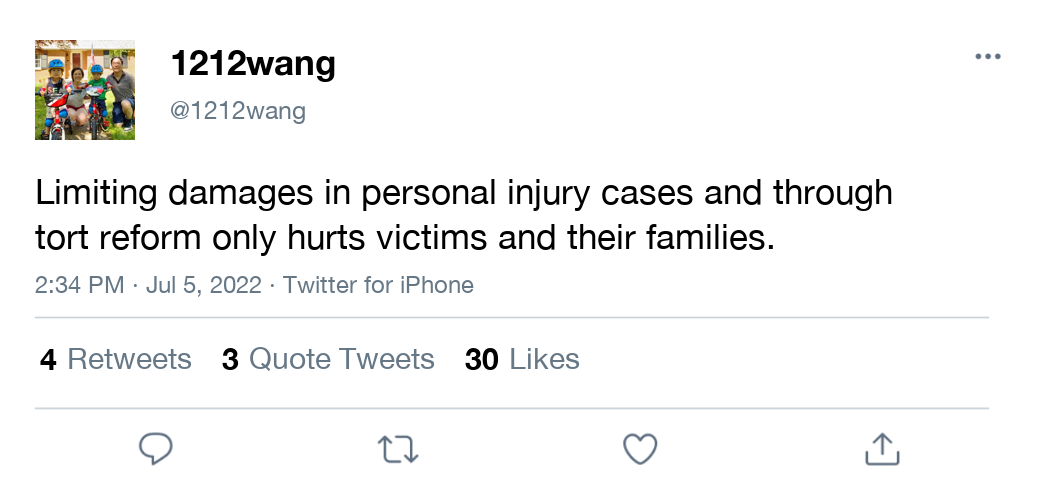 1212wang
@1212wang
Limiting damages in personal injury cases and through
tort reform only hurts victims and their families.
2:34 PM · Jul 5, 2022 · Twitter for iPhone
4 Retweets 3 Quote Tweets 30 Likes